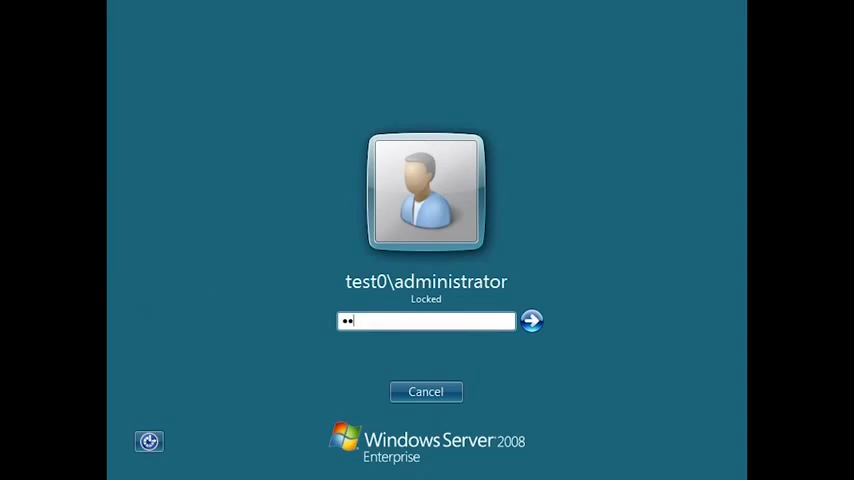 test0\administrator
Locked
Cancel
Windows Server 2008
Enterprise